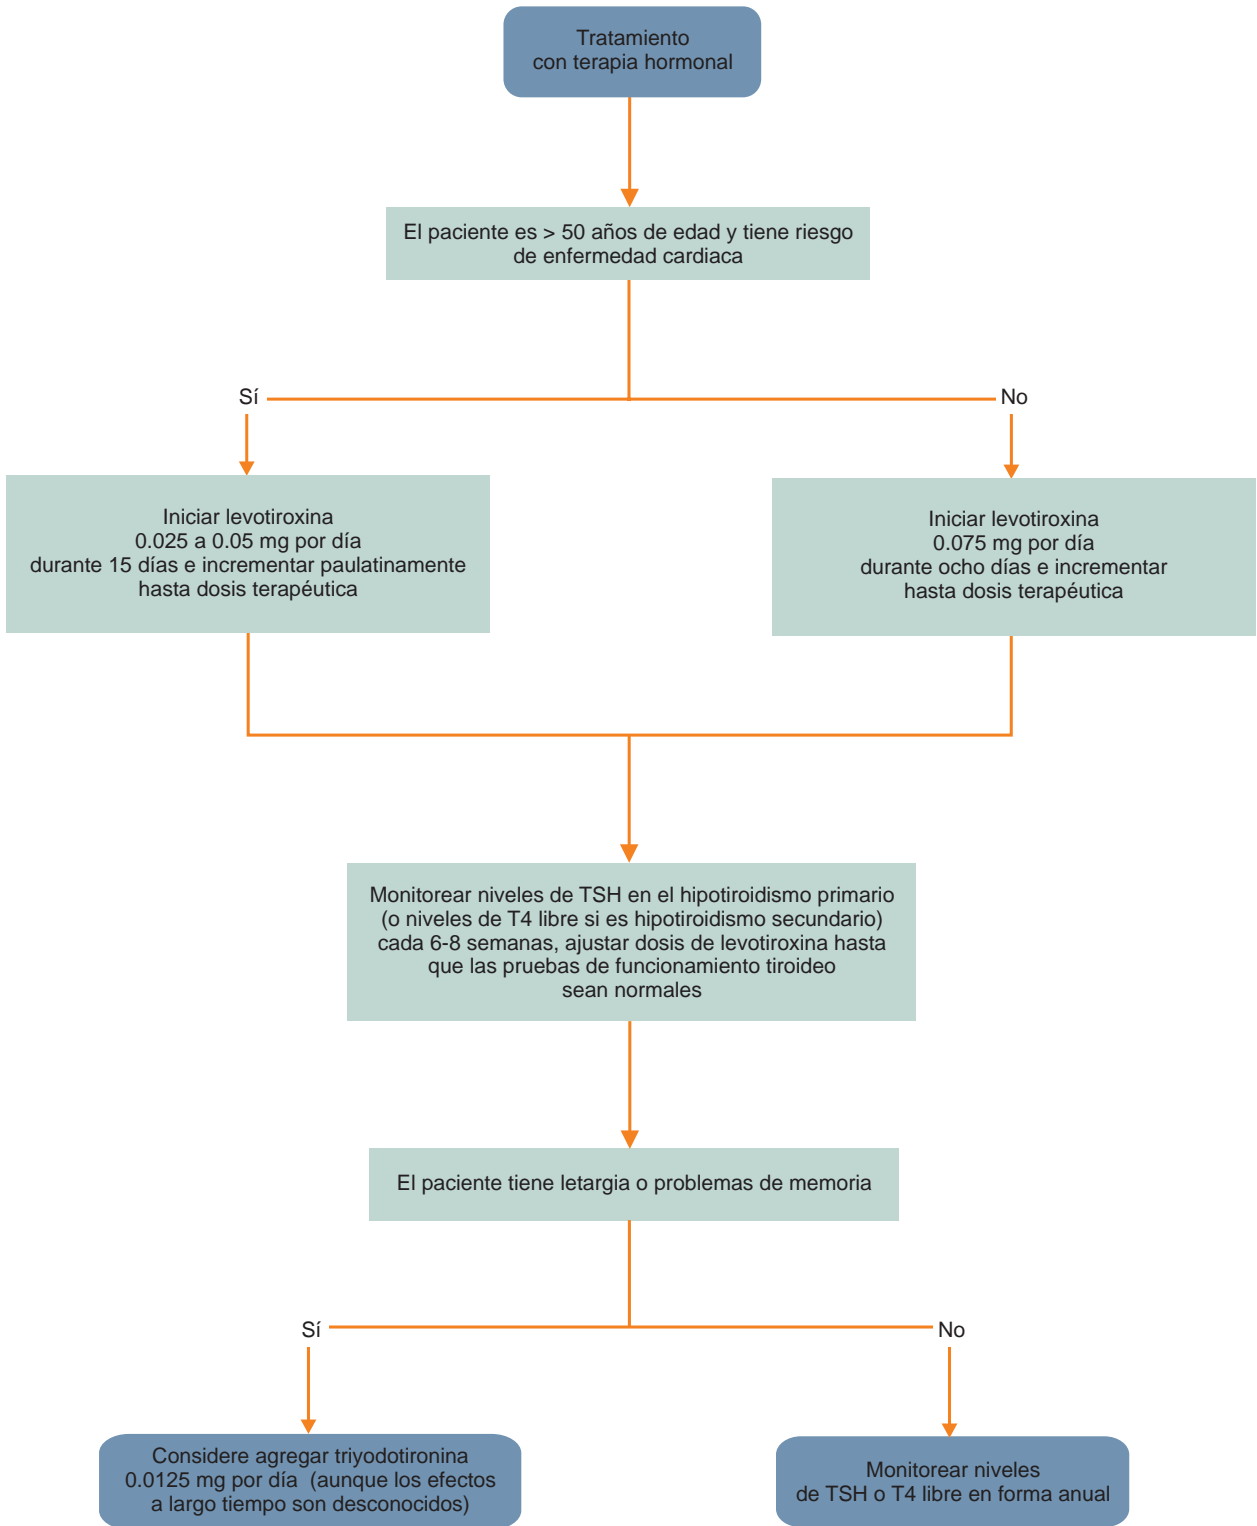 Tratamiento
con terapia hormonal
El paciente es > 50 años de edad y tiene riesgo
de enfermedad cardiaca
Sí
No
Iniciar levotiroxina
0.025 a 0.05 mg por día
durante 15 días e incrementar paulatinamente
hasta dosis terapéutica
Iniciar levotiroxina
0.075 mg por día
durante ocho días e incrementar
hasta dosis terapéutica
Monitorear niveles de TSH en el hipotiroidismo primario
(o niveles de T4 libre si es hipotiroidismo secundario)
cada 6-8 semanas, ajustar dosis de levotiroxina hasta
que las pruebas de funcionamiento tiroideo
sean normales
El paciente tiene letargia o problemas de memoria
Sí
No
Considere agregar triyodotironina
0.0125 mg por día (aunque los efectos
a largo tiempo son desconocidos)
Monitorear niveles
de TSH o T4 libre en forma anual